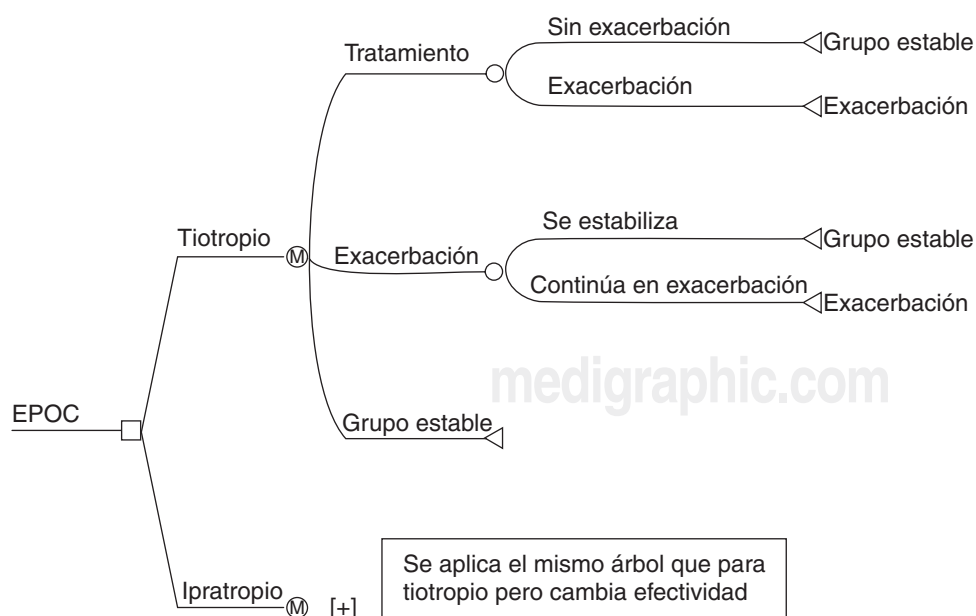 Sin exacerbación
Grupo estable
Tratamiento
Exacerbación
Exacerbación
Se estabiliza
Tiotropio
Grupo estable
M
Exacerbación
Continúa en exacerbación
Exacerbación
medigraphic.com
EPOC
Grupo estable
Se aplica el mismo árbol que para
Ipratropio
tiotropio pero cambia efectividad
M
[+]